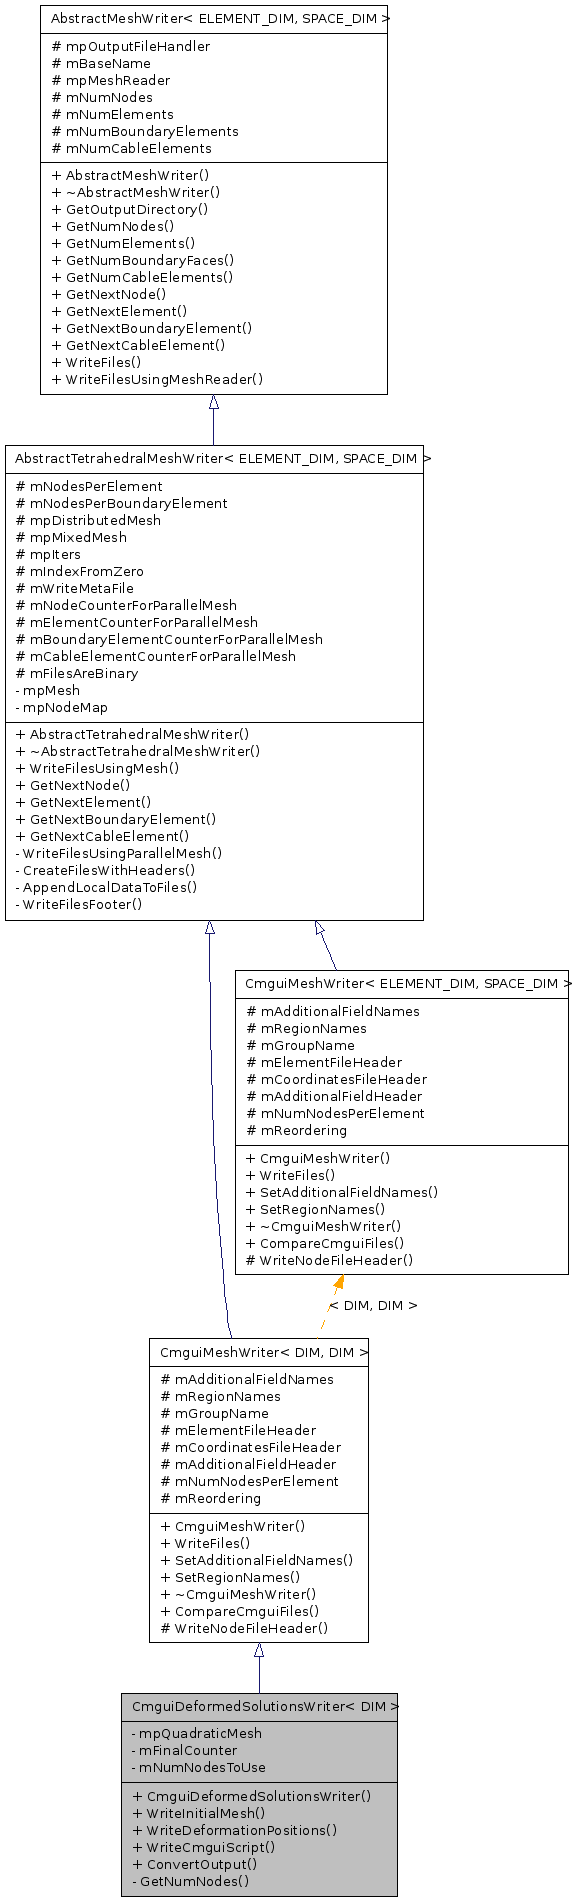 AbstractMeshWriter< ELEMENT_DIM, SPACE_DIM >
# mpOutputFileHandler
# mBaseName
# mpMeshReader
# mNumNodes
# mNumElements
# mNumBoundaryElements
# mNumCableElements
+ AbstractMeshWriter()
+ ~AbstractMeshWriter()
+ GetOutputDirectory()
+ GetNumNodes()
+ GetNumElements()
+ GetNumBoundaryFaces()
+ GetNumCableElements()
+ GetNextNode()
+ GetNextElement()
+ GetNextBoundaryElement()
+ GetNextCableElement()
+ WriteFiles()
+ WriteFilesUsingMeshReader()
AbstractTetrahedralMeshWriter< ELEMENT_DIM, SPACE_DIM >
# mNodesPerElement
# mNodesPerBoundaryElement
# mpDistributedMesh
# mpMixedMesh
# mpIters
# mIndexFromZero
# mWriteMetaFile
# mNodeCounterForParallelMesh
# mElementCounterForParallelMesh
# mBoundaryElementCounterForParallelMesh
# mCableElementCounterForParallelMesh
# mFilesAreBinary
- mpMesh
- mpNodeMap
+ AbstractTetrahedralMeshWriter()
+ ~AbstractTetrahedralMeshWriter()
+ WriteFilesUsingMesh()
+ GetNextNode()
+ GetNextElement()
+ GetNextBoundaryElement()
+ GetNextCableElement()
- WriteFilesUsingParallelMesh()
- CreateFilesWithHeaders()
- AppendLocalDataToFiles()
- WriteFilesFooter()
CmguiMeshWriter< ELEMENT_DIM, SPACE_DIM >
# mAdditionalFieldNames
# mRegionNames
# mGroupName
# mElementFileHeader
# mCoordinatesFileHeader
# mAdditionalFieldHeader
# mNumNodesPerElement
# mReordering
+ CmguiMeshWriter()
+ WriteFiles()
+ SetAdditionalFieldNames()
+ SetRegionNames()
+ ~CmguiMeshWriter()
+ CompareCmguiFiles()
# WriteNodeFileHeader()
< DIM, DIM >
CmguiMeshWriter< DIM, DIM >
# mAdditionalFieldNames
# mRegionNames
# mGroupName
# mElementFileHeader
# mCoordinatesFileHeader
# mAdditionalFieldHeader
# mNumNodesPerElement
# mReordering
+ CmguiMeshWriter()
+ WriteFiles()
+ SetAdditionalFieldNames()
+ SetRegionNames()
+ ~CmguiMeshWriter()
+ CompareCmguiFiles()
# WriteNodeFileHeader()
CmguiDeformedSolutionsWriter< DIM >
- mpQuadraticMesh
- mFinalCounter
- mNumNodesToUse
+ CmguiDeformedSolutionsWriter()
+ WriteInitialMesh()
+ WriteDeformationPositions()
+ WriteCmguiScript()
+ ConvertOutput()
- GetNumNodes()